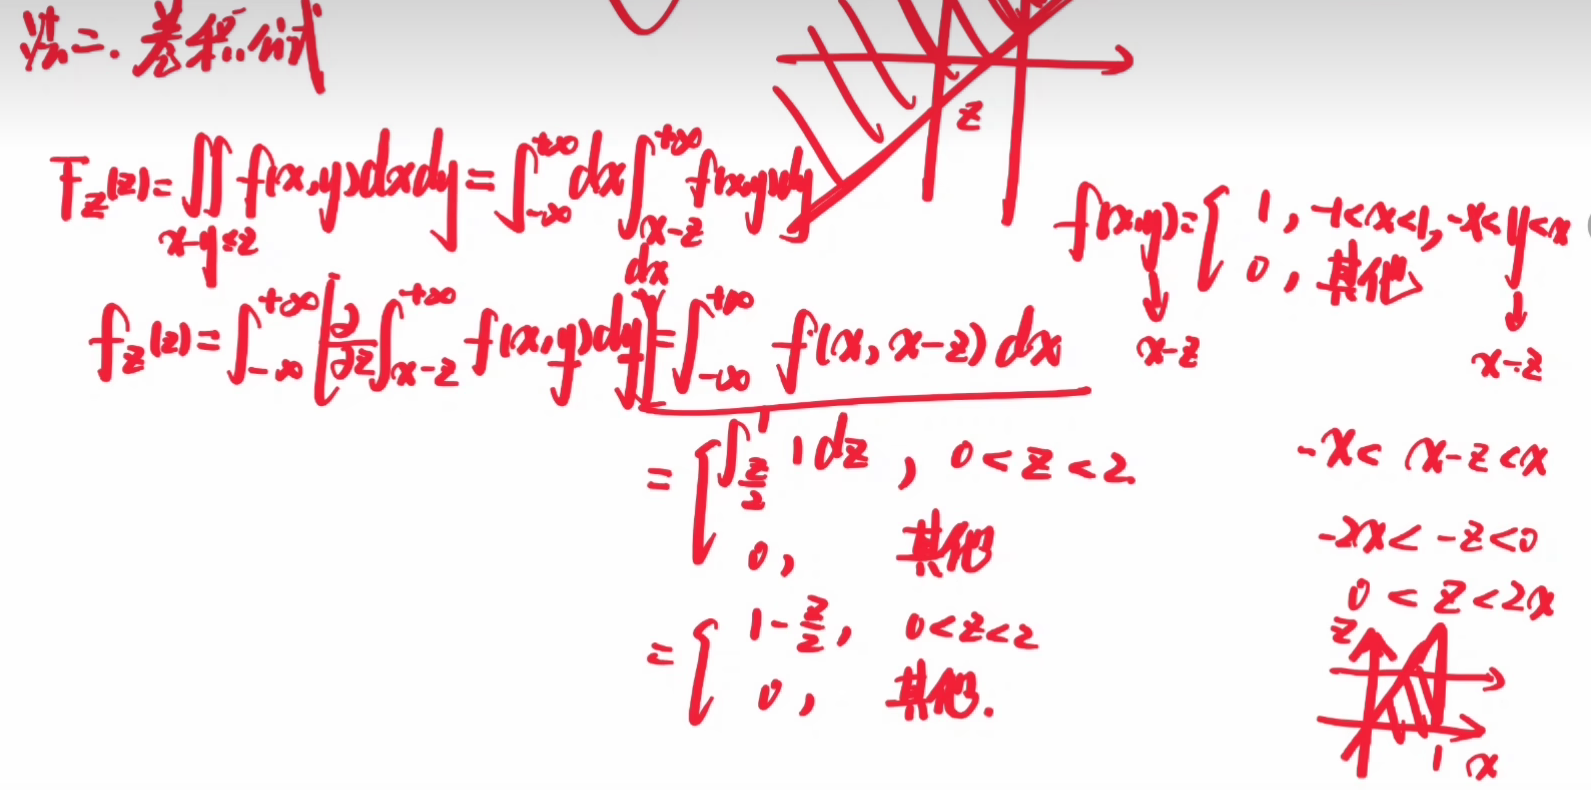 法二.卷积公式
z
F_Z(z)=∬_{x-y≤z} f(x,y)dxdy=∫_{-∞}^{+∞}dx∫_{x-z}^{+∞}f(x,y)dy
f(x,y)={1, -1<x<1, -x<y<x
0, 其他
dx
f_Z(z)=∫_{-∞}^{+∞}[∂/∂z∫_{x-z}^{+∞}f(x,y)dy]=∫_{-∞}^{+∞}f(x,x-z)dx
x-z
x-z
={∫_{z/2}^{1}1dz, 0<z<2.
0, 其他
-x<x-z<x
-2x<-z<0
0<z<2x
={1-z/2, 0<z<2
0, 其他.
z
1 x